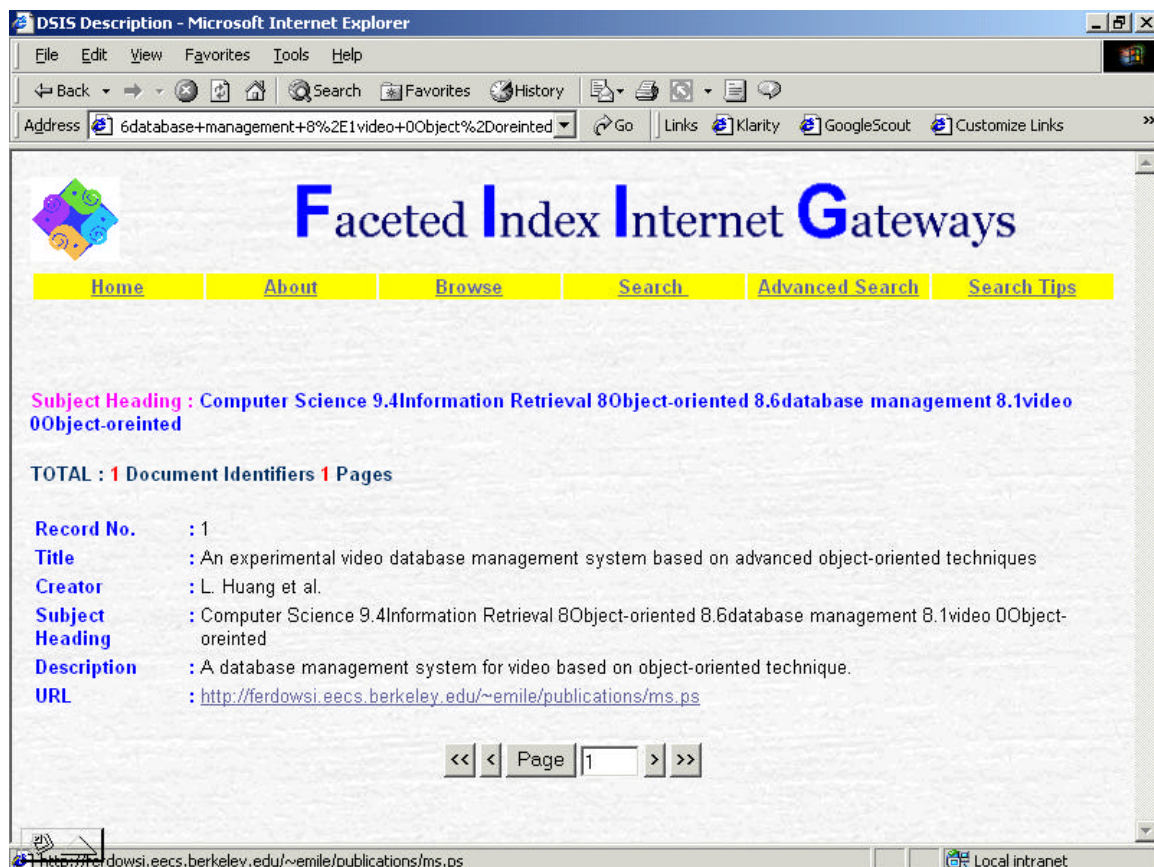 DSIS Description - Microsoft Internet Explorer
File Edit View Favorites Tools Help
Back Search Favorites History
Address 6database+management+8%2E1video+0Object%2Doreinted Go Links Klarity GoogleScout Customize Links »
Faceted Index Internet Gateways
Home About Browse Search Advanced Search Search Tips
Subject Heading : Computer Science 9.4Information Retrieval 8Object-oriented 8.6database management 8.1video
0Object-oreinted
TOTAL : 1 Document Identifiers 1 Pages
Record No. : 1
Title : An experimental video database management system based on advanced object-oriented techniques
Creator : L. Huang et al.
Subject : Computer Science 9.4Information Retrieval 8Object-oriented 8.6database management 8.1video 0Object-
Heading oreinted
Description : A database management system for video based on object-oriented technique.
URL : http://ferdowsi.eecs.berkeley.edu/~emile/publications/ms.ps
<< < Page 1 > >>
http://ferdowsi.eecs.berkeley.edu/~emile/publications/ms.ps Local intranet